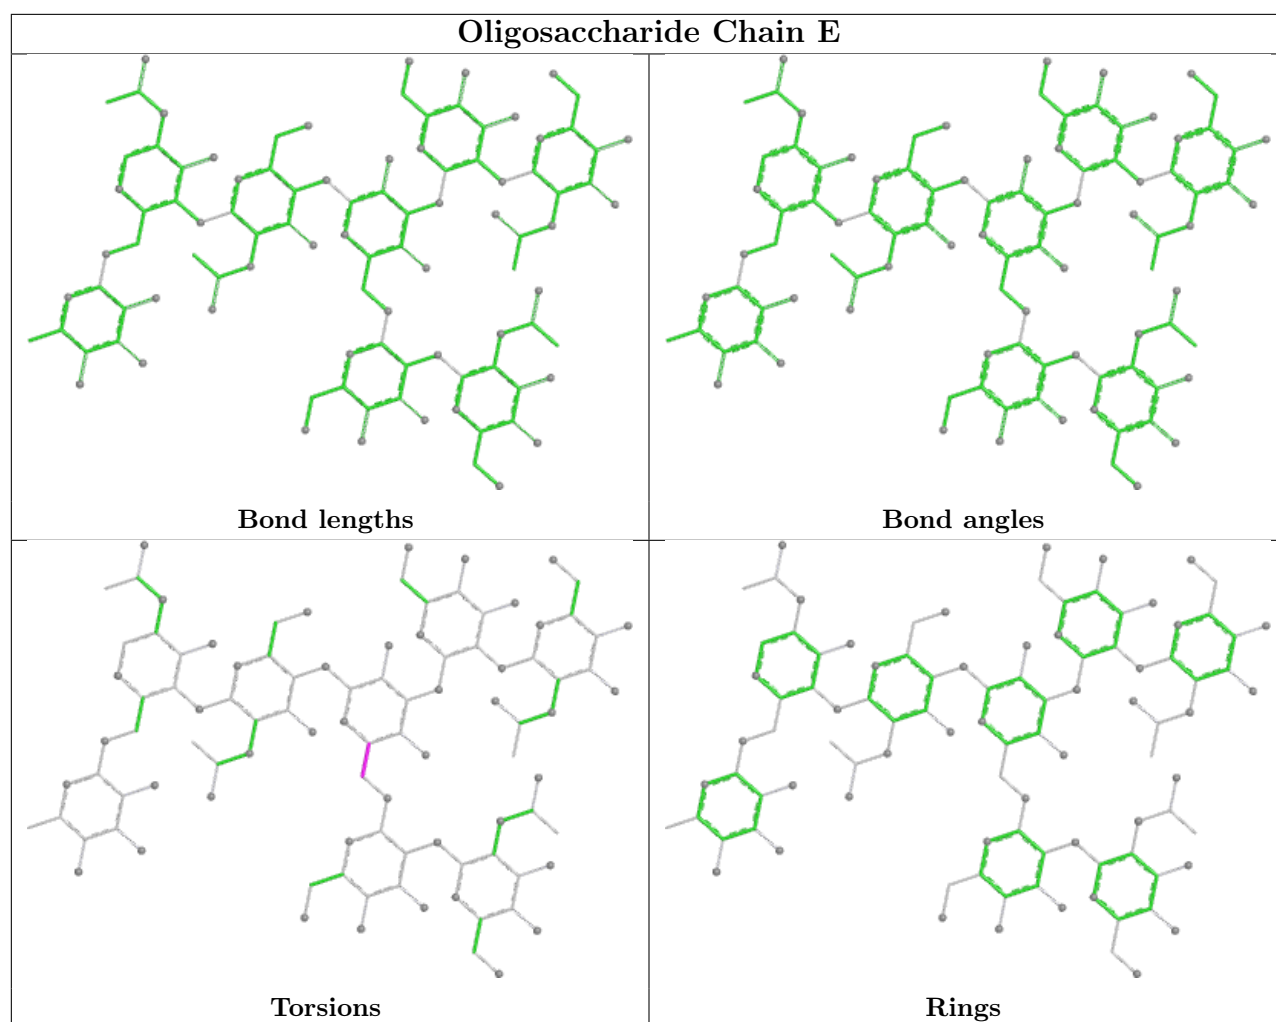 Oligosaccharide Chain E
Bond lengths
Bond angles
Torsions
Rings